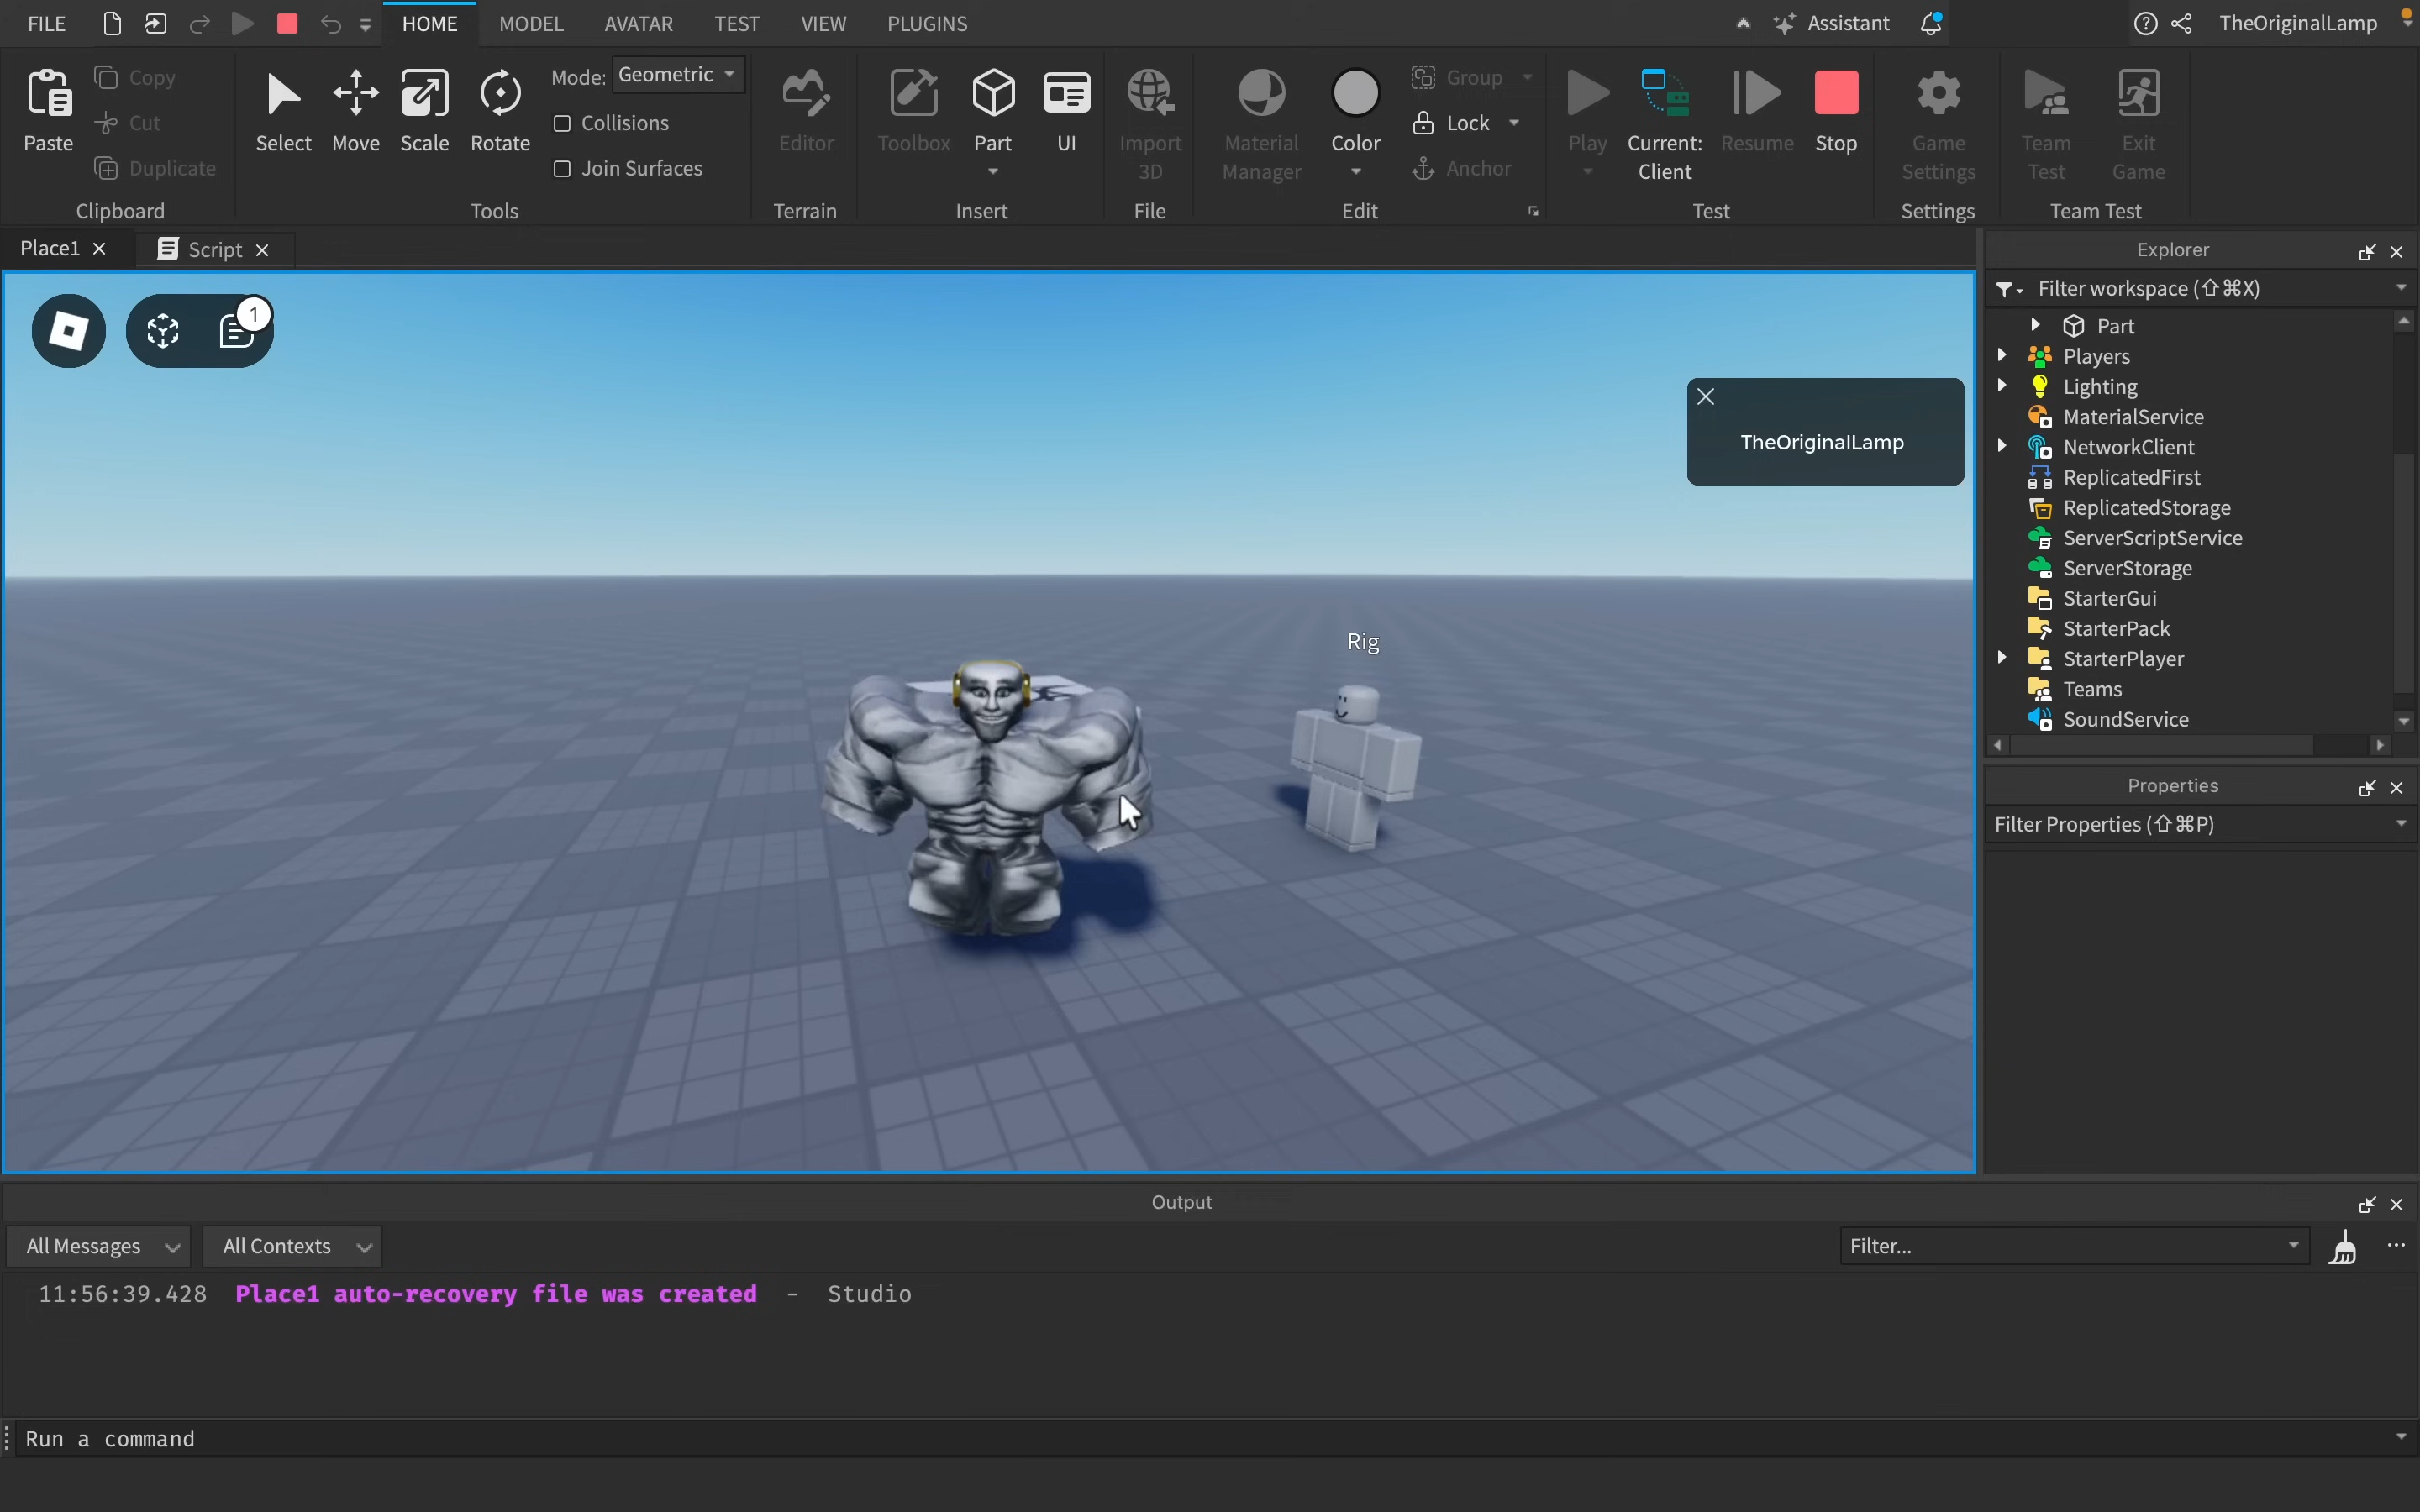 FILE HOME MODEL AVATAR TEST VIEW PLUGINS Assistant TheOriginalLamp
Paste
Copy
Cut
Duplicate
Clipboard
Select Move Scale Rotate
Mode: Geometric
Collisions
Join Surfaces
Tools
Editor
Terrain
Toolbox Part UI
Insert
Import
3D
File
Material
Manager
Color
Group
Lock
Anchor
Edit
Play
Current:
Client
Resume Stop
Test
Game
Settings
Settings
Team
Test
Exit
Game
Team Test
Place1 Script
1
TheOriginalLamp
Rig
Explorer
Filter workspace (⇧⌘X)
Part
Players
Lighting
MaterialService
NetworkClient
ReplicatedFirst
ReplicatedStorage
ServerScriptService
ServerStorage
StarterGui
StarterPack
StarterPlayer
Teams
SoundService
Properties
Filter Properties (⇧⌘P)
Output
All Messages All Contexts Filter...
11:56:39.428 Place1 auto-recovery file was created - Studio
Run a command